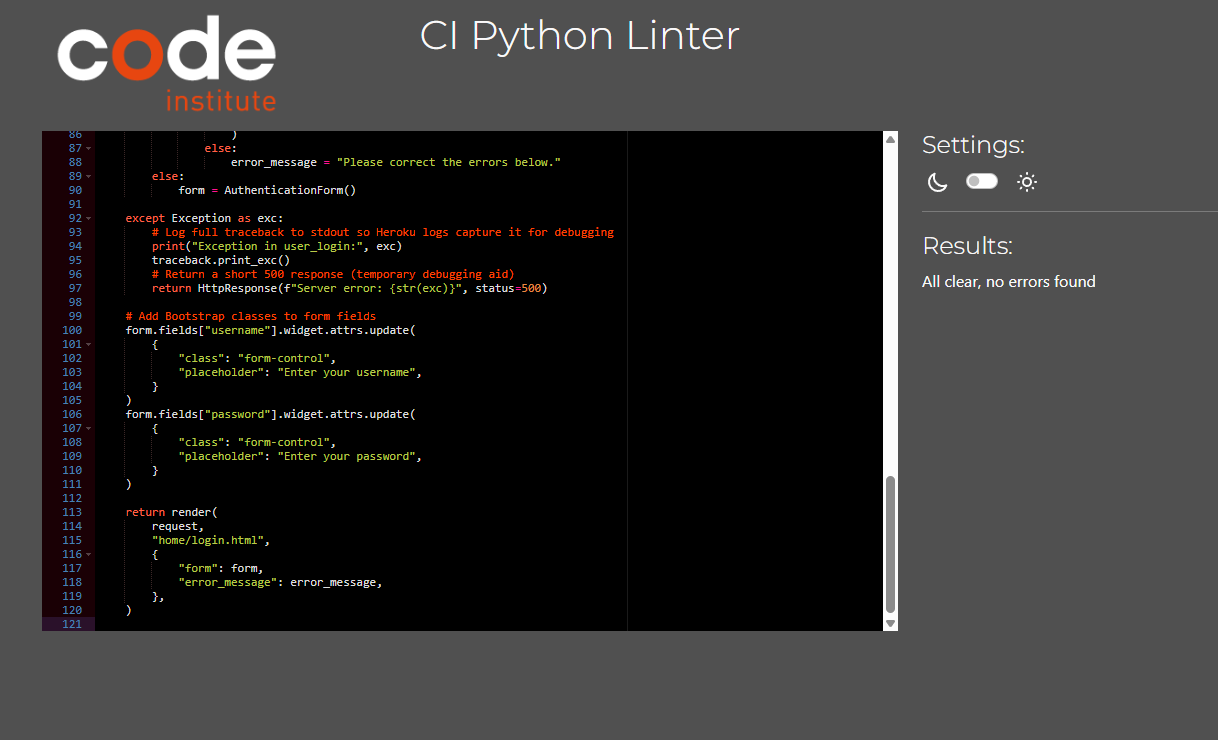 code
institute
CI Python Linter
86 )
87 else:
88 error_message = "Please correct the errors below."
89 else:
90 form = AuthenticationForm()
91
92 except Exception as exc:
93 # Log full traceback to stdout so Heroku logs capture it for debugging
94 print("Exception in user_login:", exc)
95 traceback.print_exc()
96 # Return a short 500 response (temporary debugging aid)
97 return HttpResponse(f"Server error: {str(exc)}", status=500)
98
99 # Add Bootstrap classes to form fields
100 form.fields["username"].widget.attrs.update(
101 {
102 "class": "form-control",
103 "placeholder": "Enter your username",
104 }
105 )
106 form.fields["password"].widget.attrs.update(
107 {
108 "class": "form-control",
109 "placeholder": "Enter your password",
110 }
111 )
112
113 return render(
114 request,
115 "home/login.html",
116 {
117 "form": form,
118 "error_message": error_message,
119 },
120 )
121
Settings:
Results:
All clear, no errors found